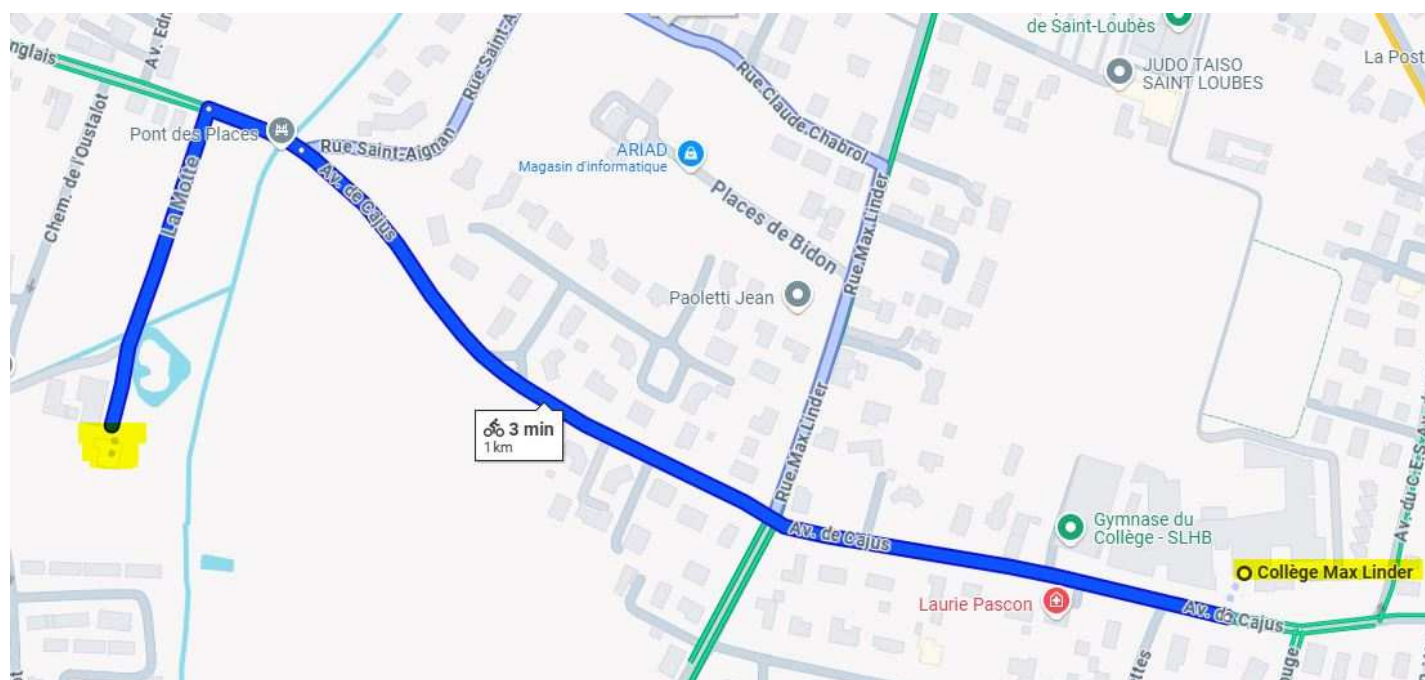 de Saint-Loubès
La Post
JUDO TAISO
SAINT LOUBES
nglais
Av. Edr
Rue Saint-A
Rue Claude Chabrol
Pont des Places
Rue Saint-Aignan
ARIAD
Magasin d'informatique
Chem. de l'Oustalot
La Motte
Av. de Cajus
Places de Bidon
Rue Max Linder
Paoletti Jean
3 min
1 km
Rue Max Linder
Av. de Cajus
Gymnase du
Collège - SLHB
Av. du C.E.S
Collège Max Linder
Laurie Pascon
Av. de Cajus
ttes
uge